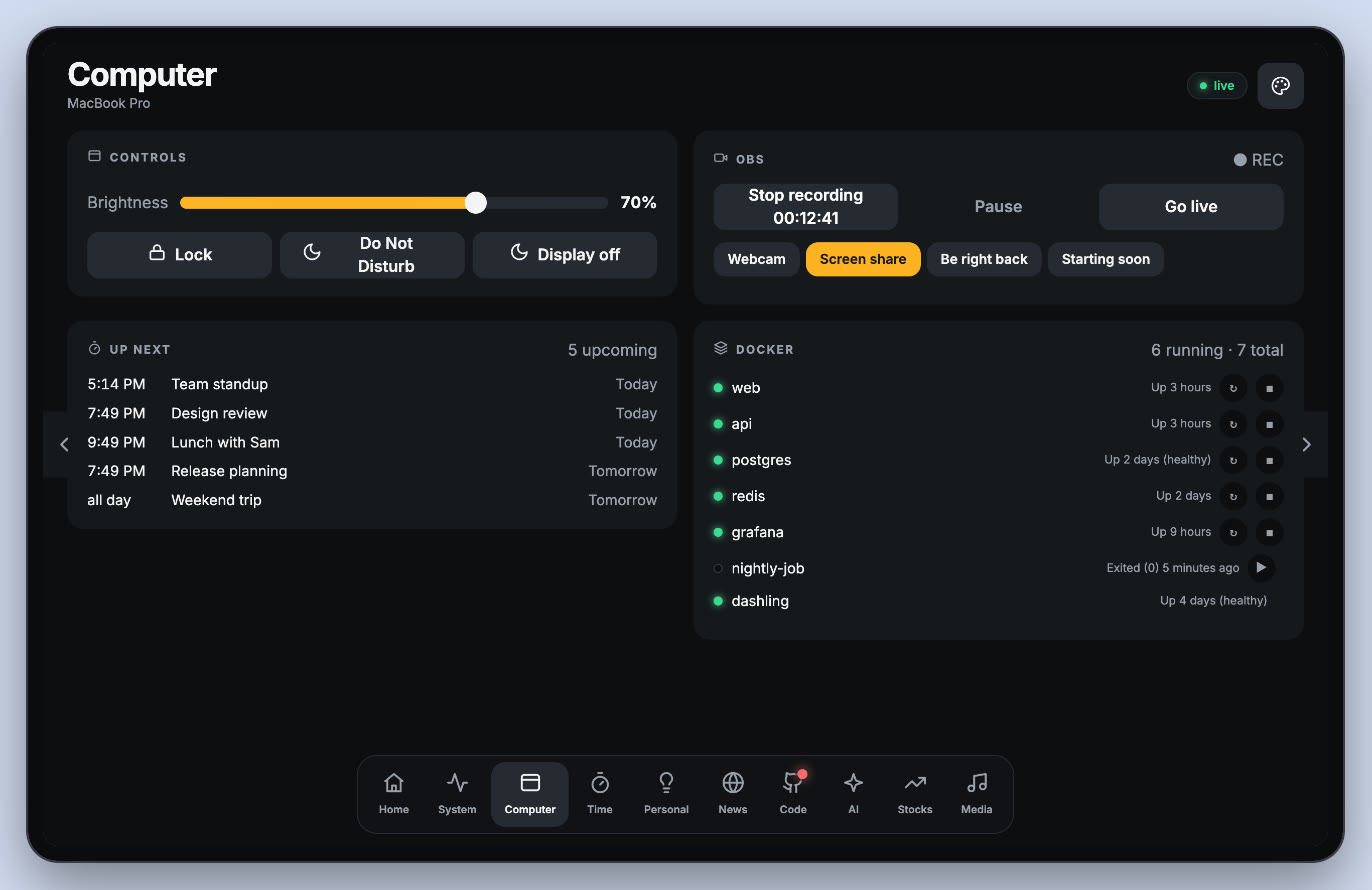 Computer
MacBook Pro
live
CONTROLS
Brightness 70%
Lock
Do Not
Disturb
Display off
OBS
REC
Stop recording
00:12:41
Pause
Go live
Webcam
Screen share
Be right back
Starting soon
UP NEXT
5 upcoming
5:14 PM Team standup Today
7:49 PM Design review Today
9:49 PM Lunch with Sam Today
7:49 PM Release planning Tomorrow
all day Weekend trip Tomorrow
DOCKER
6 running · 7 total
web Up 3 hours
api Up 3 hours
postgres Up 2 days (healthy)
redis Up 2 days
grafana Up 9 hours
nightly-job Exited (0) 5 minutes ago
dashling Up 4 days (healthy)
Home
System
Computer
Time
Personal
News
Code
AI
Stocks
Media